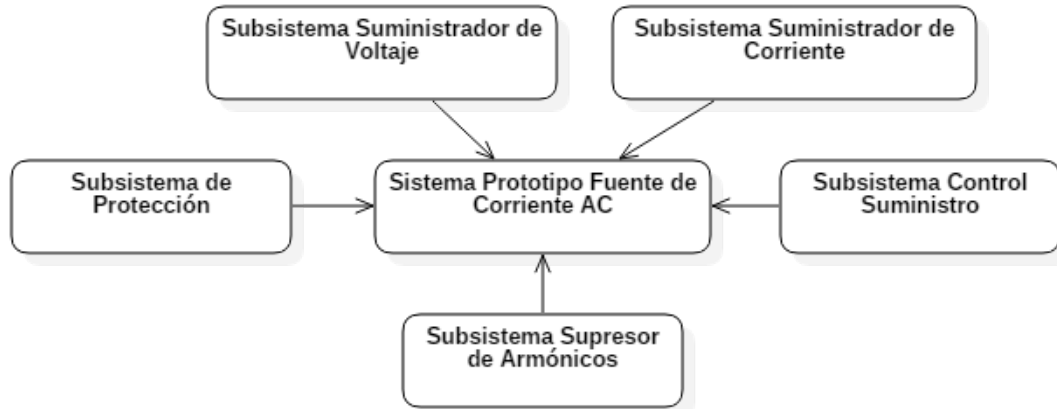 Subsistema Suministrador de
Voltaje
Subsistema Suministrador de
Corriente
Subsistema de
Protección
Sistema Prototipo Fuente de
Corriente AC
Subsistema Control
Suministro
Subsistema Supresor
de Armónicos